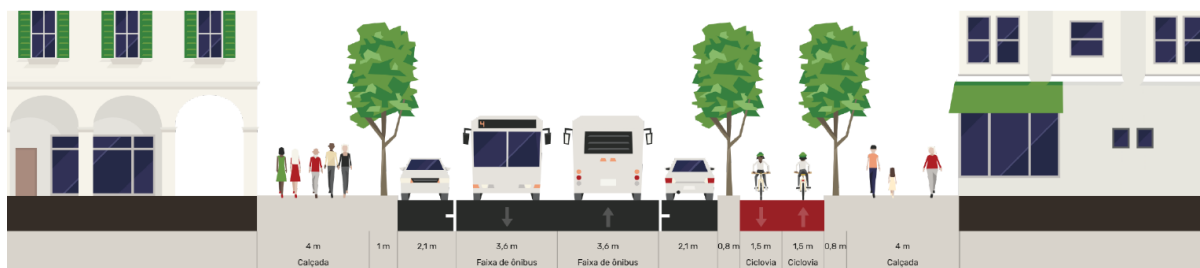 4
4 m 1 m 2,1 m 3,6 m 3,6 m 2,1 m 0,8 m 1,5 m 1,5 m 0,8 m 4 m
Calçada Faixa de ônibus Faixa de ônibus Ciclovia Ciclovia Calçada